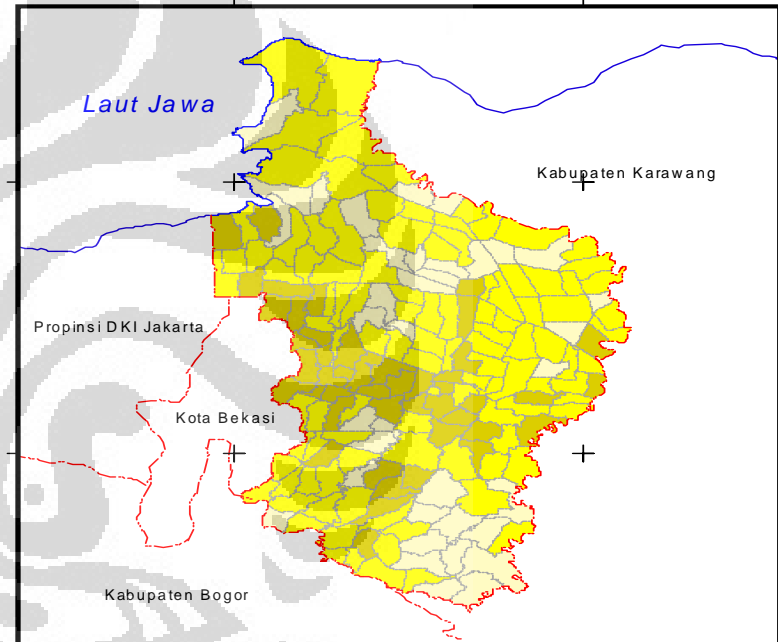 Laut Jawa
Kabupaten Karawang
Propinsi DKI Jakarta
Kota Bekasi
Kabupaten Bogor